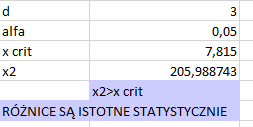 d 3
alfa 0,05
x crit 7,815
x2 205,988743
x2>x crit
RÓŻNICE SĄ ISTOTNE STATYSTYCZNIE